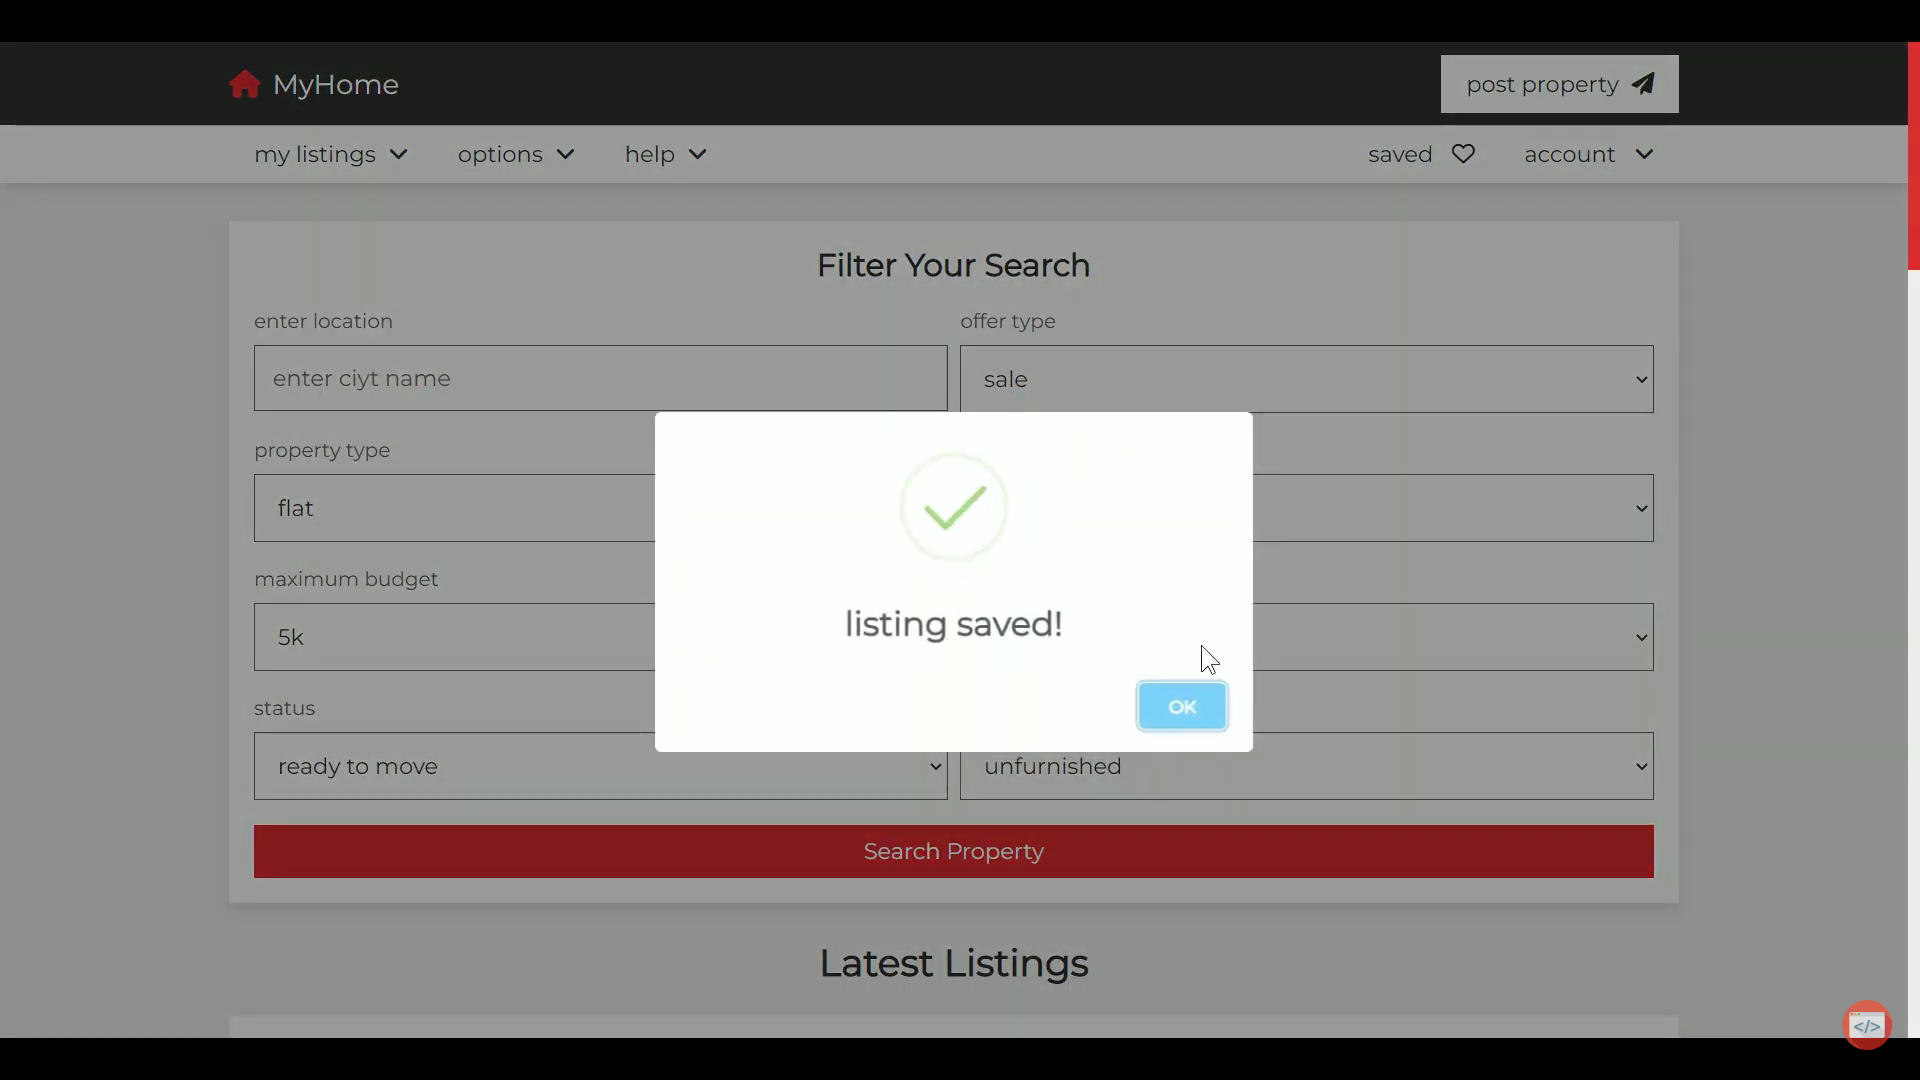 MyHome
post property
my listings
options
help
saved
account
Filter Your Search
enter location
offer type
enter ciyt name
sale
property type
flat
maximum budget
5k
listing saved!
OK
status
ready to move
unfurnished
Search Property
Latest Listings